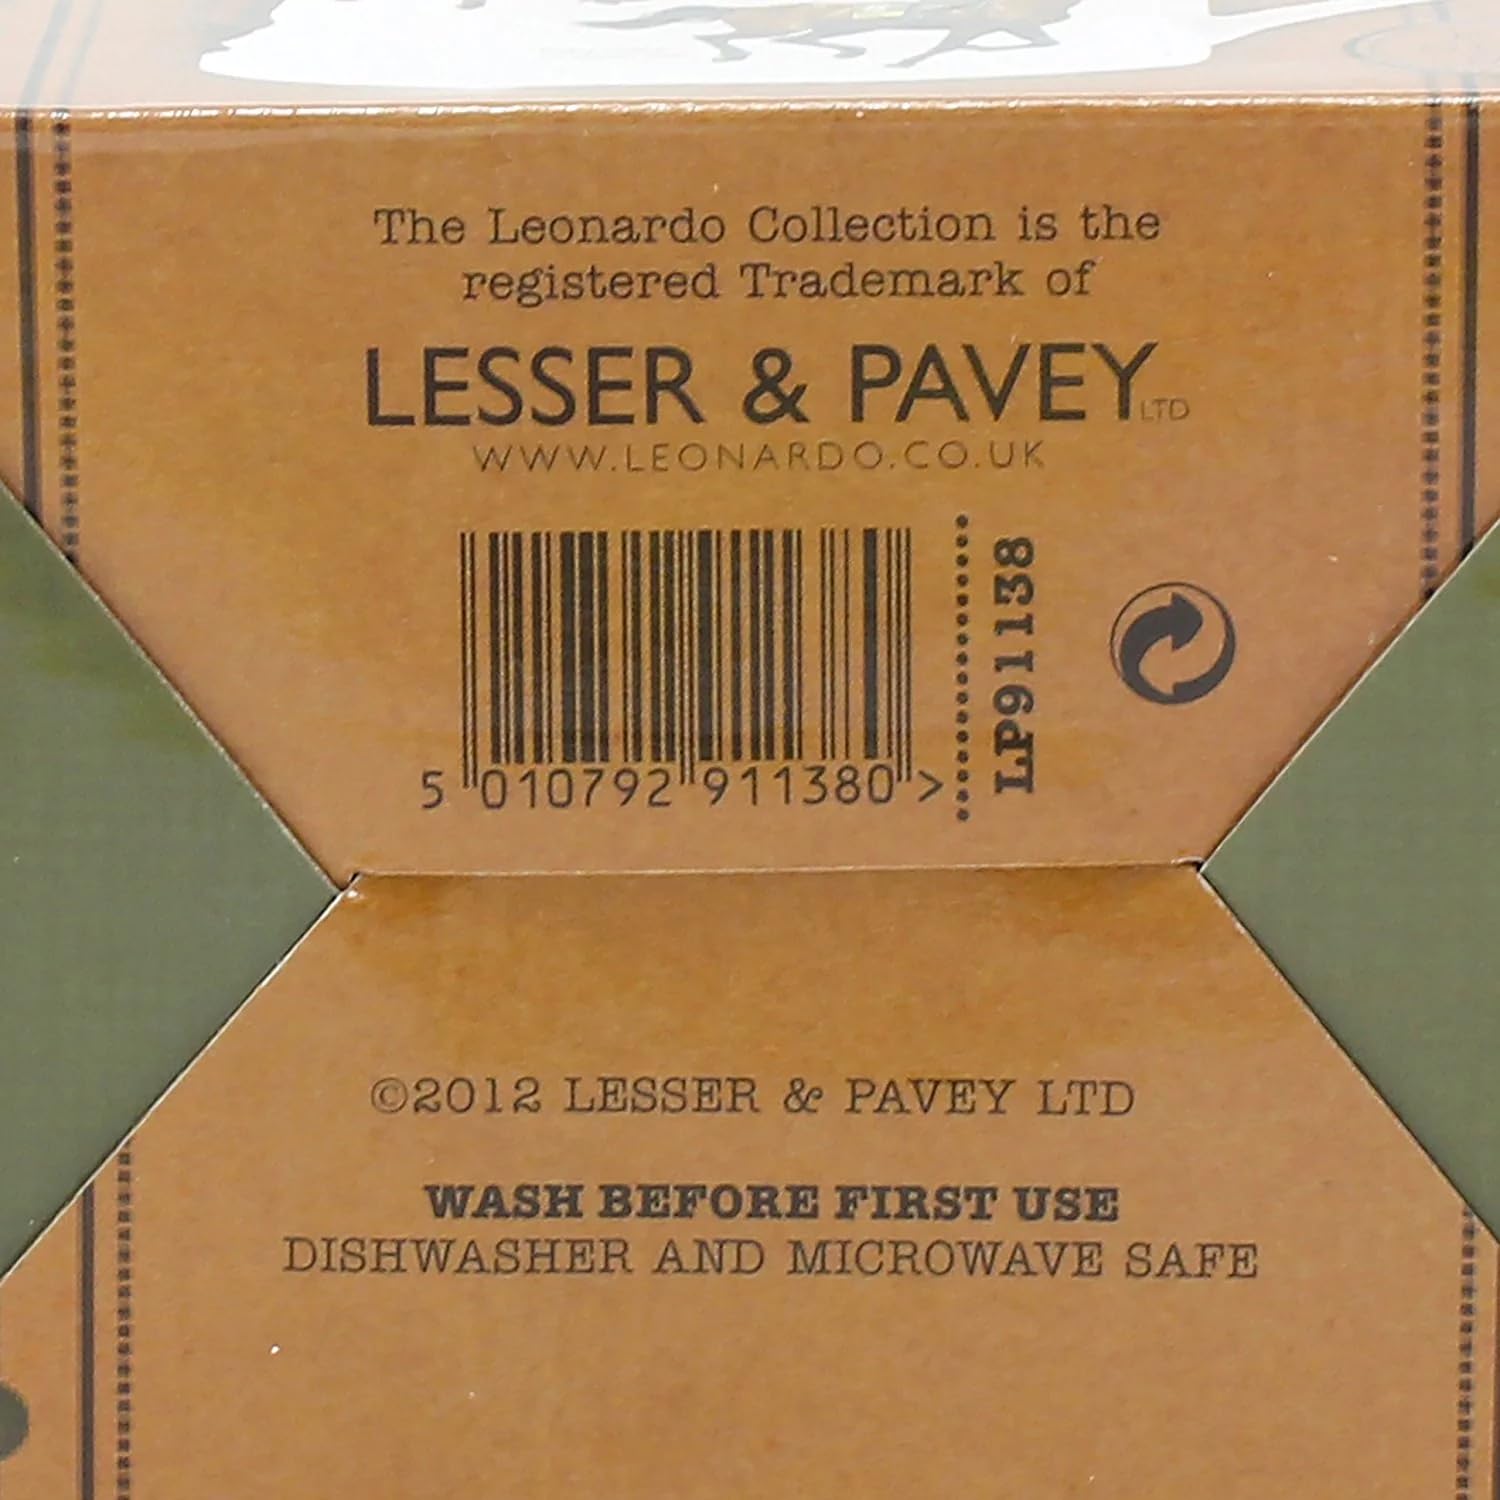 The Leonardo Collection is the
registered Trademark of
LESSER & PAVEY LTD
WWW.LEONARDO.CO.UK
5 010792 911380 >
LP91138
©2012 LESSER & PAVEY LTD
WASH BEFORE FIRST USE
DISHWASHER AND MICROWAVE SAFE